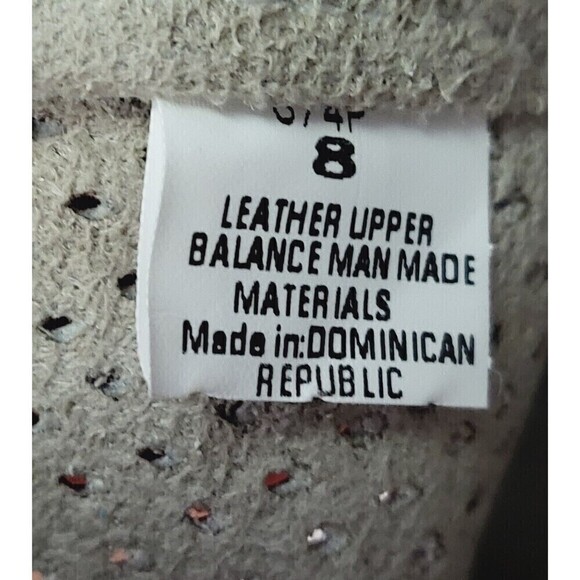 8
LEATHER UPPER
BALANCE MAN MADE
MATERIALS
Made in:DOMINICAN
REPUBLIC